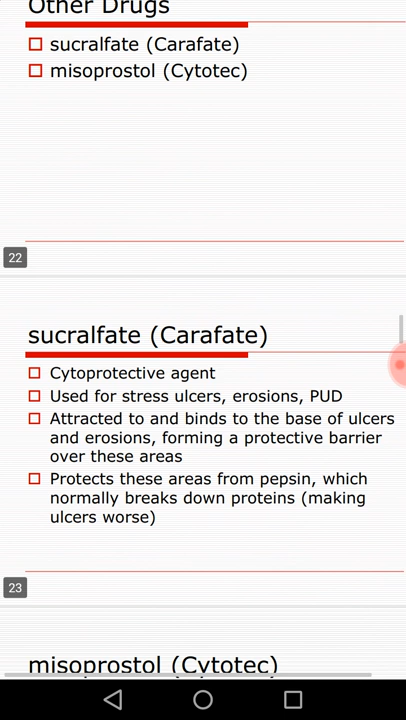 Other Drugs
sucralfate (Carafate)
misoprostol (Cytotec)
22
sucralfate (Carafate)
Cytoprotective agent
Used for stress ulcers, erosions, PUD
Attracted to and binds to the base of ulcers
and erosions, forming a protective barrier
over these areas
Protects these areas from pepsin, which
normally breaks down proteins (making
ulcers worse)
23
misoprostol (Cytotec)